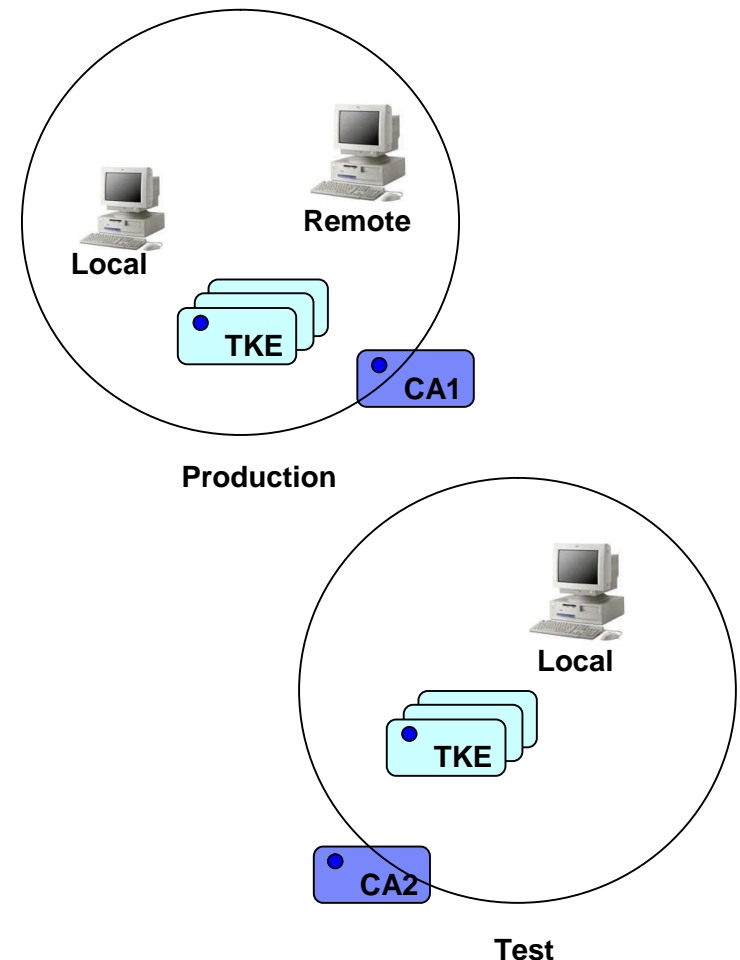 Remote
Local
TKE
CA1
Production
Local
TKE
CA2
Test